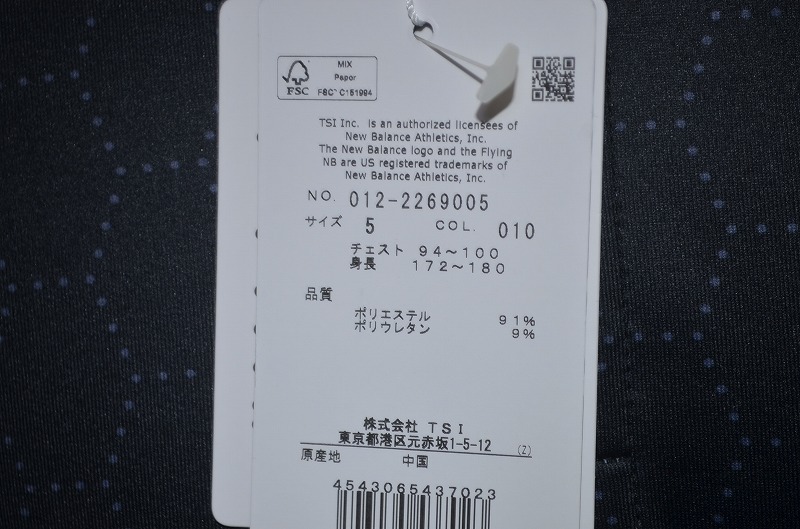 MIX
Paper
FSC
FSC® C151994
TSI Inc. is an authorized licensees of
New Balance Athletics, Inc.
The New Balance logo and the Flying
NB are US registered trademarks of
New Balance Athletics, Inc.
NO. 012-2269005
サイズ 5 COL. 010
チェスト 94〜100
身長 172〜180
品質
ポリエステル 91%
ポリウレタン 9%
株式会社 TSI
東京都港区元赤坂1-5-12 (Z)
原産地 中国
4543065437023